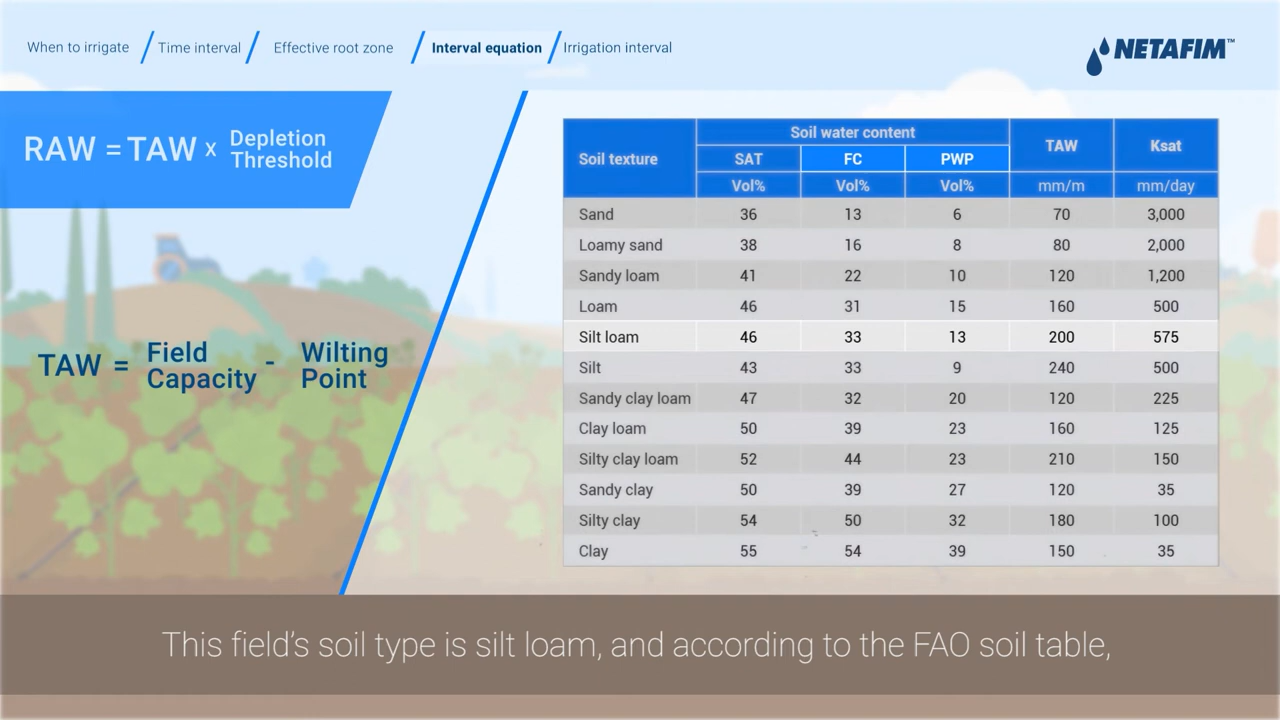 When to irrigate / Time interval / Effective root zone / Interval equation / Irrigation interval
NETAFIM™
RAW = TAW x Depletion Threshold
TAW = Field Capacity - Wilting Point
Soil texture Soil water content TAW Ksat
SAT FC PWP
Vol% Vol% Vol% mm/m mm/day
Sand 36 13 6 70 3,000
Loamy sand 38 16 8 80 2,000
Sandy loam 41 22 10 120 1,200
Loam 46 31 15 160 500
Silt loam 46 33 13 200 575
Silt 43 33 9 240 500
Sandy clay loam 47 32 20 120 225
Clay loam 50 39 23 160 125
Silty clay loam 52 44 23 210 150
Sandy clay 50 39 27 120 35
Silty clay 54 50 32 180 100
Clay 55 54 39 150 35
This field's soil type is silt loam, and according to the FAO soil table,